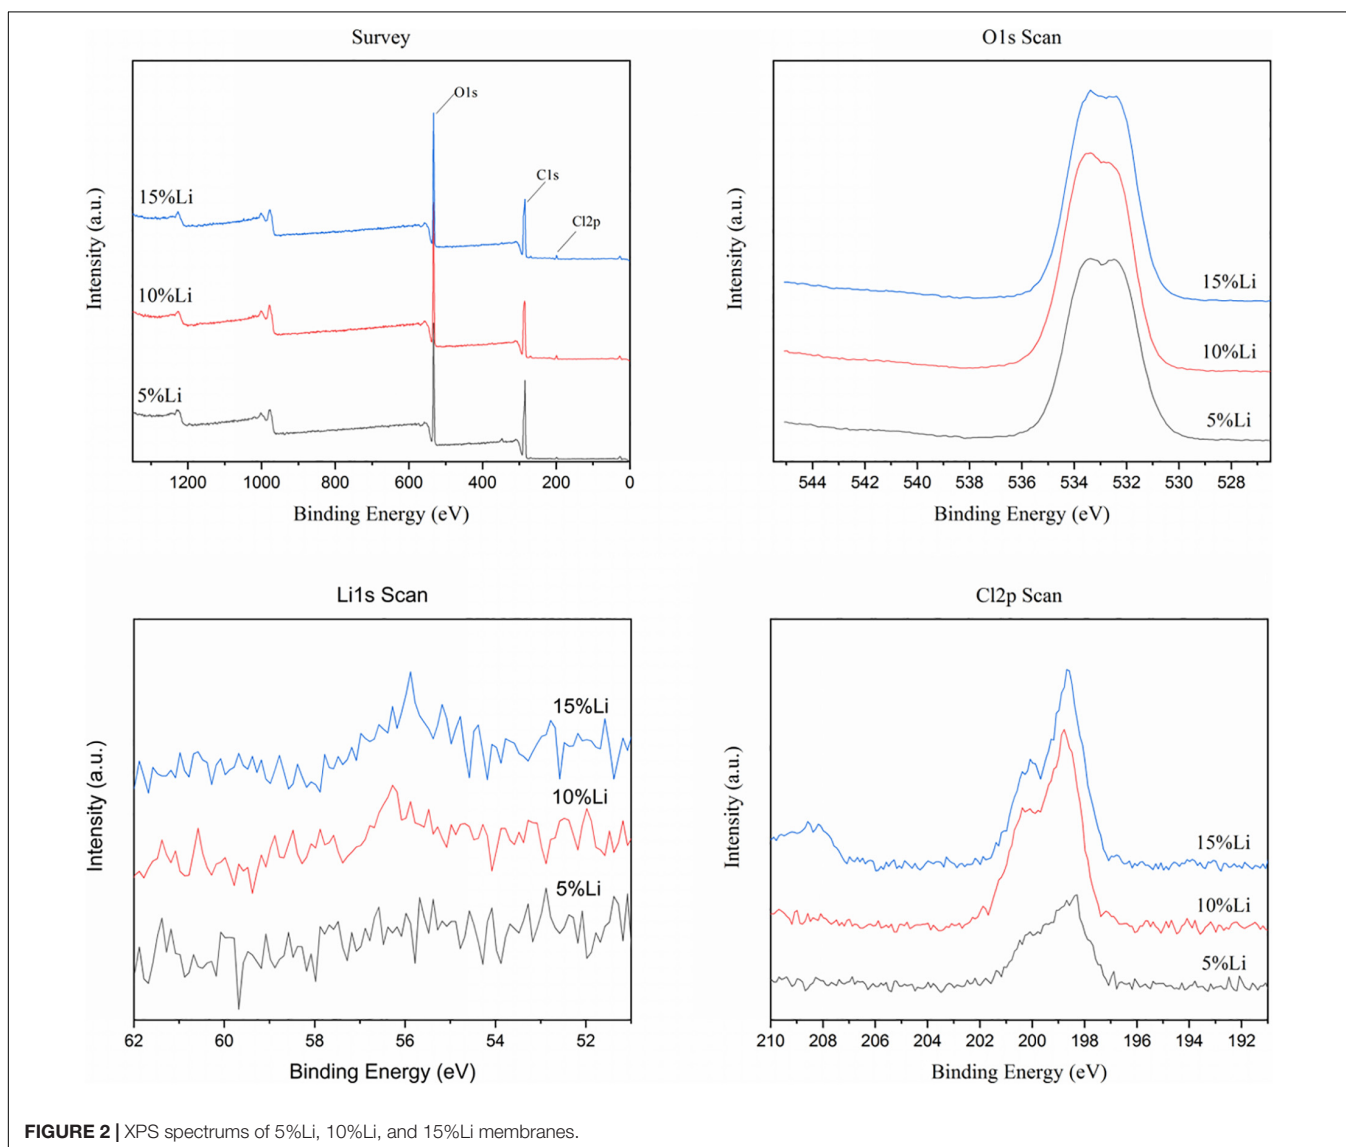 Survey
Intensity (a.u.)
O1s
C1s
Cl2p
15%Li
10%Li
5%Li
1200 1000 800 600 400 200 0
Binding Energy (eV)
O1s Scan
Intensity (a.u.)
15%Li
10%Li
5%Li
544 542 540 538 536 534 532 530 528
Binding Energy (eV)
Li1s Scan
Intensity (a.u.)
15%Li
10%Li
5%Li
62 60 58 56 54 52
Binding Energy (eV)
Cl2p Scan
Intensity (a.u.)
15%Li
10%Li
5%Li
210 208 206 204 202 200 198 196 194 192
Binding Energy (eV)
FIGURE 2 | XPS spectrums of 5%Li, 10%Li, and 15%Li membranes.